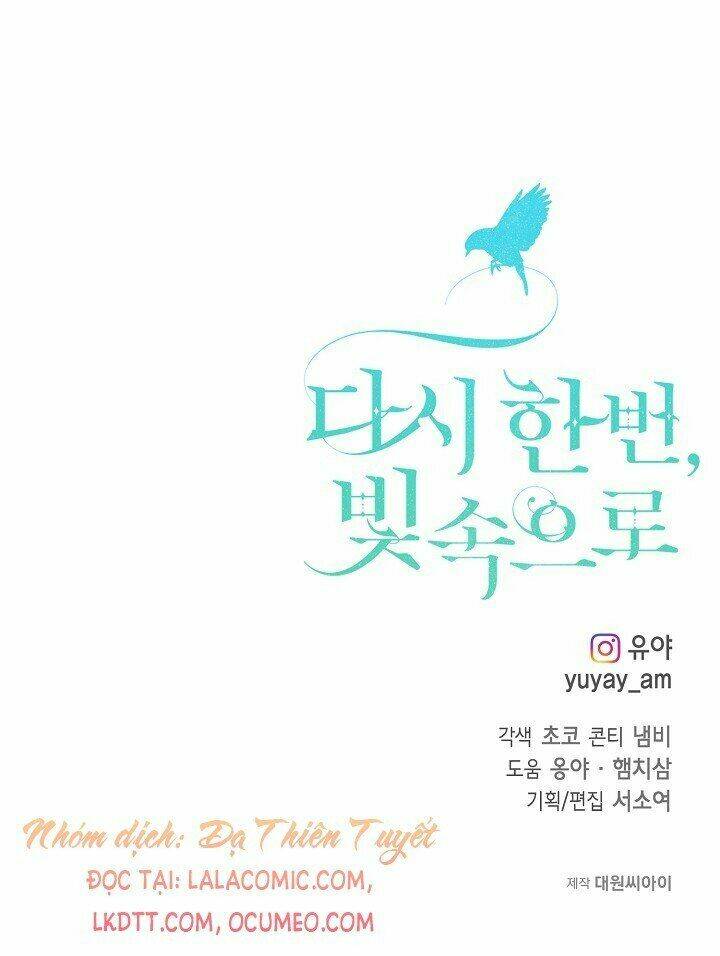 다시 한번,
빛 속으로
유야
yuyay_am
각색 초코 콘티 냄비
도움 옹야 · 햄치삼
기획/편집 서소여
Nhóm dịch: Dạ Thiên Tuyết
ĐỌC TẠI: LALACOMIC.COM,
LKDTT.COM, OCUMEO.COM
제작 대원씨아이